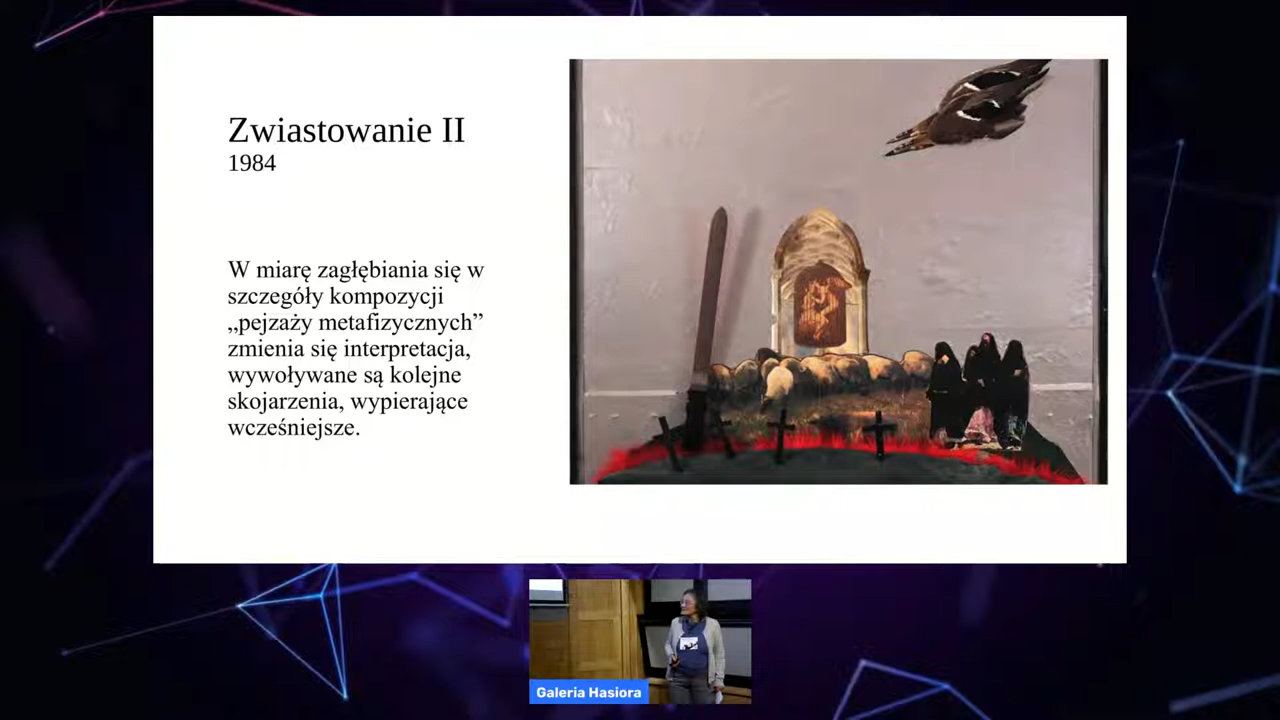 Zwiastowanie II
1984
W miarę zagłębiania się w
szczegóły kompozycji
„pejzaży metafizycznych”
zmienia się interpretacja,
wywoływane są kolejne
skojarzenia, wypierające
wcześniejsze.
Galeria Hasiora